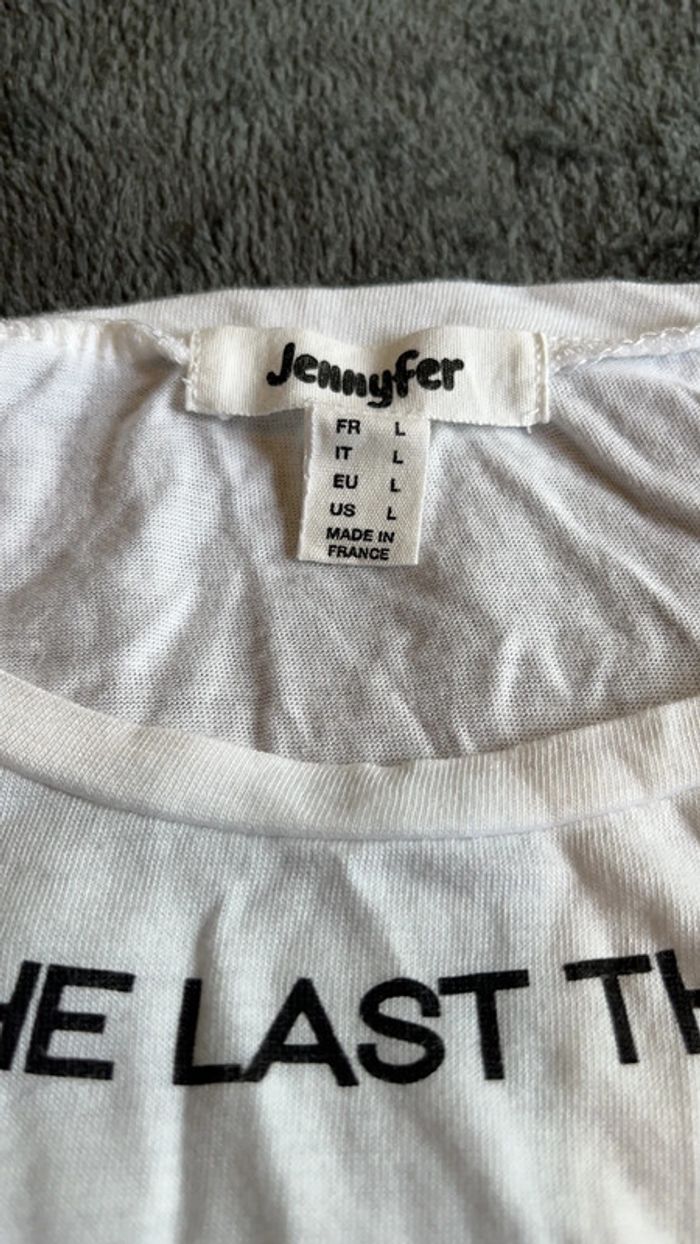 Jennyfer
FR L
IT L
EU L
US L
MADE IN
FRANCE
HE LAST TH